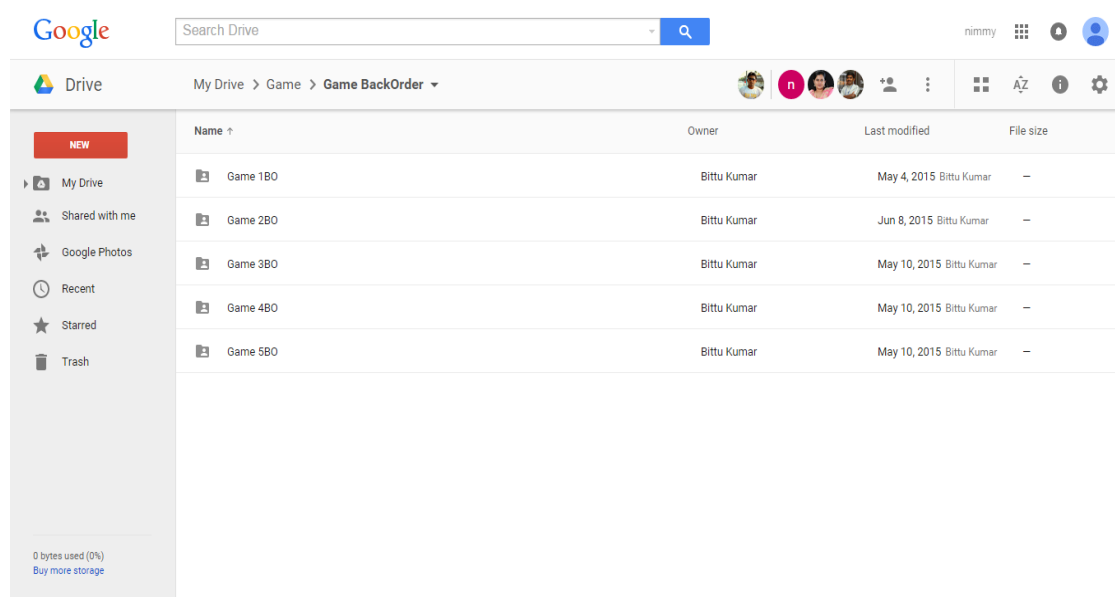 Google Search Drive nimmy
Drive My Drive > Game > Game BackOrder n AZ
NEW
Name ↑ Owner Last modified File size
My Drive
Shared with me
Google Photos
Recent
Starred
Trash
Game 1BO Bittu Kumar May 4, 2015 Bittu Kumar –
Game 2BO Bittu Kumar Jun 8, 2015 Bittu Kumar –
Game 3BO Bittu Kumar May 10, 2015 Bittu Kumar –
Game 4BO Bittu Kumar May 10, 2015 Bittu Kumar –
Game 5BO Bittu Kumar May 10, 2015 Bittu Kumar –
0 bytes used (0%)
Buy more storage